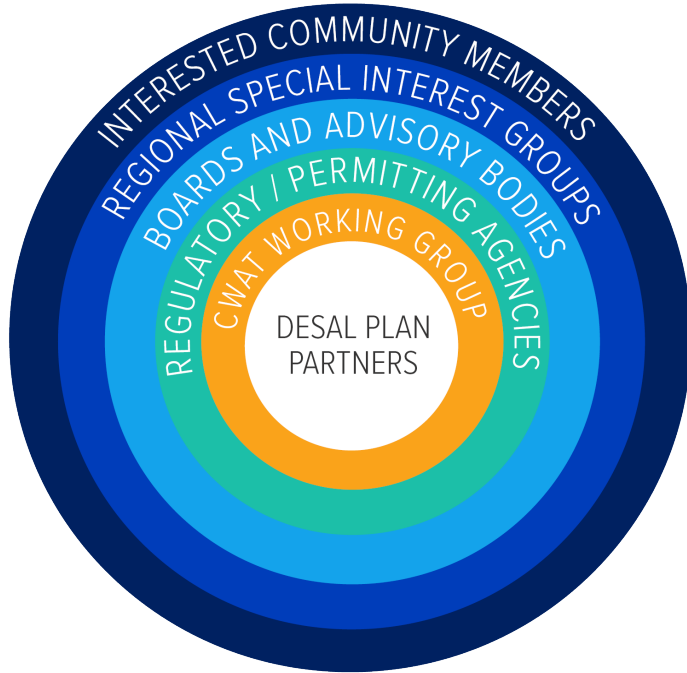 INTERESTED COMMUNITY MEMBERS
REGIONAL SPECIAL INTEREST GROUPS
BOARDS AND ADVISORY BODIES
REGULATORY / PERMITTING AGENCIES
CWAT WORKING GROUP
DESAL PLAN
PARTNERS